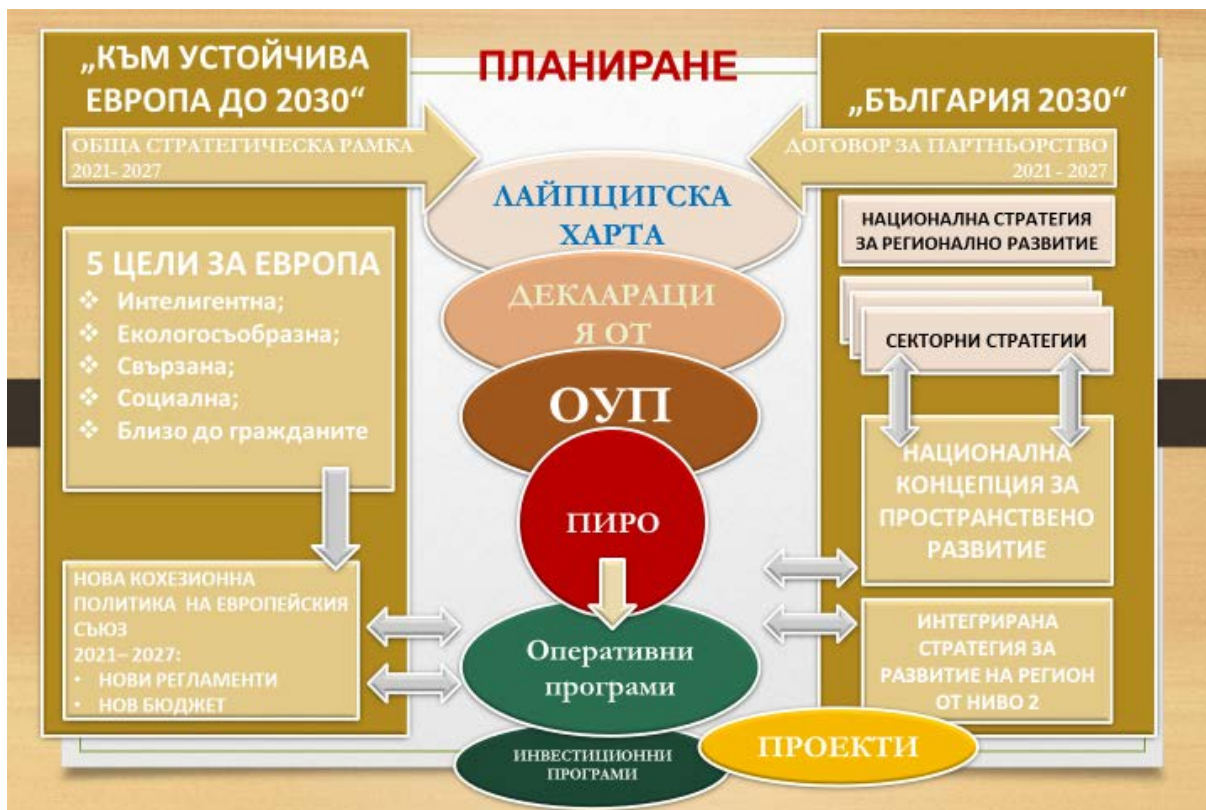 „КЪМ УСТОЙЧИВА
ЕВРОПА ДО 2030“
ОБЩА СТРАТЕГИЧЕСКА РАМКА
2021- 2027
5 ЦЕЛИ ЗА ЕВРОПА
❖ Интелигентна;
❖ Екологосъобразна;
❖ Свързана;
❖ Социална;
❖ Близо до гражданите
НОВА КОХЕЗИОННА
ПОЛИТИКА НА ЕВРОПЕЙСКИЯ
СЪЮЗ
2021– 2027:
• НОВИ РЕГЛАМЕНТИ
• НОВ БЮДЖЕТ
ПЛАНИРАНЕ
ЛАЙПЦИГСКА
ХАРТА
ДЕКЛАРАЦИ
Я ОТ
ОУП
ПИРО
Оперативни
програми
ИНВЕСТИЦИОННИ
ПРОГРАМИ
ПРОЕКТИ
„БЪЛГАРИЯ 2030“
ДОГОВОР ЗА ПАРТНЬОРСТВО
2021 - 2027
НАЦИОНАЛНА СТРАТЕГИЯ
ЗА РЕГИОНАЛНО РАЗВИТИЕ
СЕКТОРНИ СТРАТЕГИИ
НАЦИОНАЛНА
КОНЦЕПЦИЯ ЗА
ПРОСТРАНСТВЕНО
РАЗВИТИЕ
ИНТЕГРИРАНА
СТРАТЕГИЯ ЗА
РАЗВИТИЕ НА РЕГИОН
ОТ НИВО 2